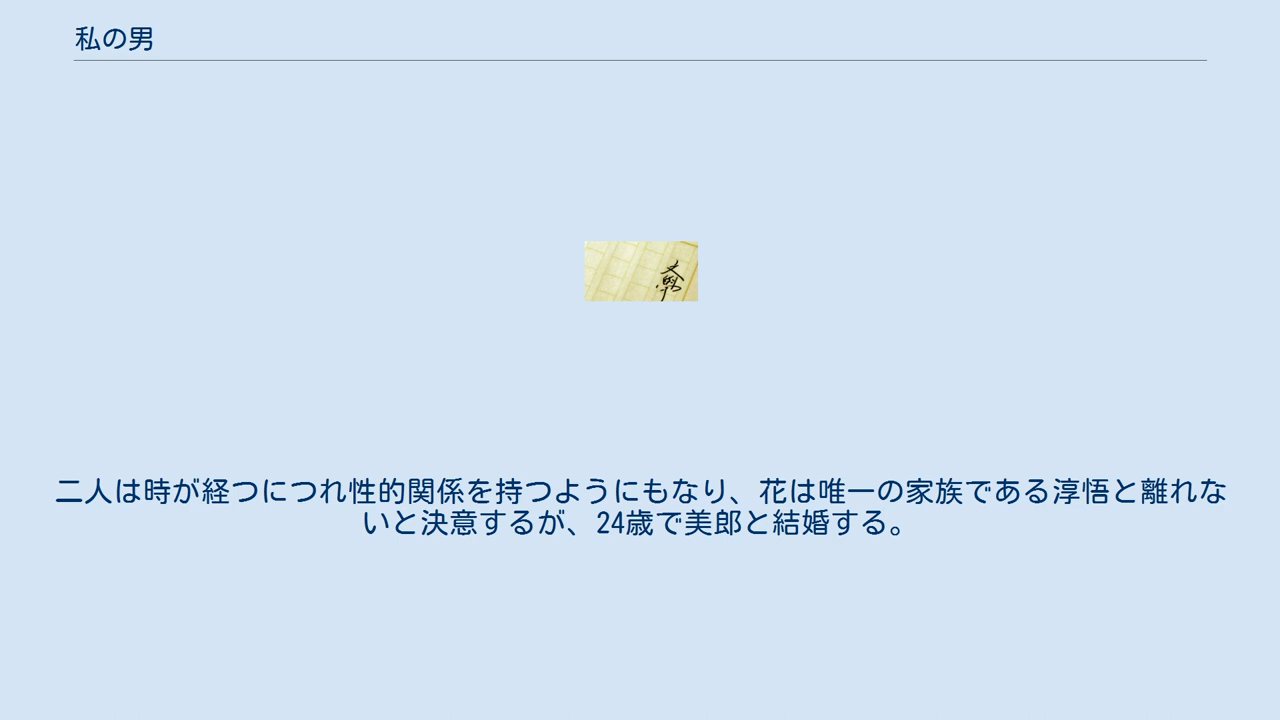 私の男
二人は時が経つにつれ性的関係を持つようにもなり、花は唯一の家族である淳悟と離れな
いと決意するが、24歳で美郎と結婚する。